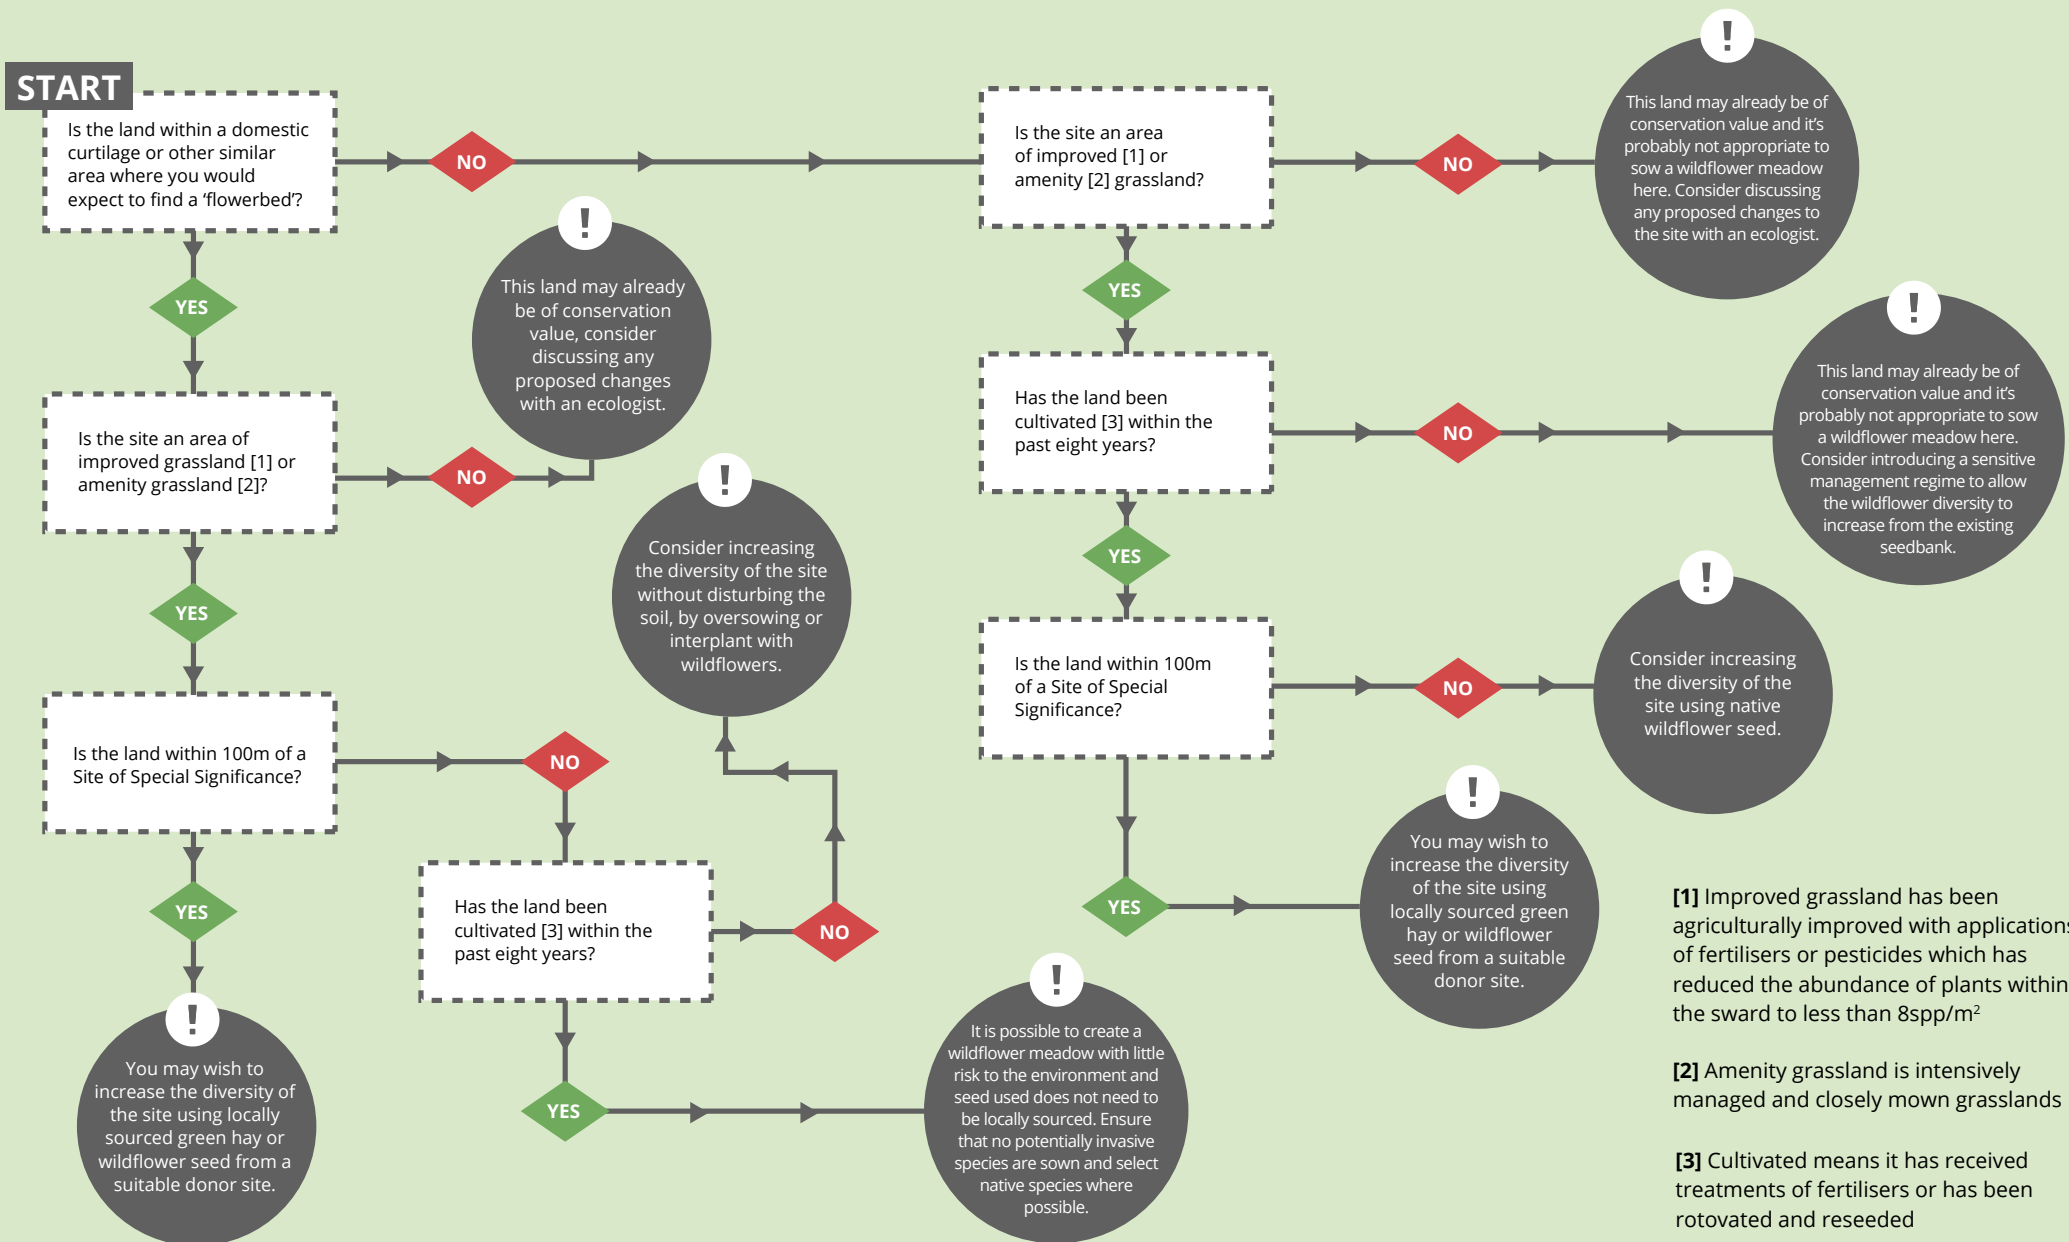 START
Is the land within a domestic
curtilage or other similar
area where you would
expect to find a ‘flowerbed’?
NO
Is the site an area
of improved [1] or
amenity [2] grassland?
NO
!
This land may already be of
conservation value and it’s
probably not appropriate to
sow a wildflower meadow
here. Consider discussing
any proposed changes to
the site with an ecologist.
YES
!
This land may already
be of conservation
value, consider
discussing any
proposed changes
with an ecologist.
YES
Is the site an area of
improved grassland [1] or
amenity grassland [2]?
NO
Has the land been
cultivated [3] within the
past eight years?
NO
!
This land may already be of
conservation value and it’s
probably not appropriate to sow
a wildflower meadow here.
Consider introducing a sensitive
management regime to allow
the wildflower diversity to
increase from the existing
seedbank.
YES
!
Consider increasing
the diversity of the site
without disturbing the
soil, by oversowing or
interplant with
wildflowers.
YES
Is the land within 100m of a
Site of Special Significance?
NO
Is the land within 100m
of a Site of Special
Significance?
NO
!
Consider increasing
the diversity of the
site using native
wildflower seed.
YES
Has the land been
cultivated [3] within the
past eight years?
NO
YES
!
You may wish to
increase the diversity
of the site using
locally sourced green
hay or wildflower
seed from a suitable
donor site.
!
You may wish to
increase the diversity of
the site using locally
sourced green hay or
wildflower seed from a
suitable donor site.
YES
!
It is possible to create a
wildflower meadow with little
risk to the environment and
seed used does not need to
be locally sourced. Ensure
that no potentially invasive
species are sown and select
native species where
possible.
[1] Improved grassland has been
agriculturally improved with applications
of fertilisers or pesticides which has
reduced the abundance of plants within
the sward to less than 8spp/m²
[2] Amenity grassland is intensively
managed and closely mown grasslands
[3] Cultivated means it has received
treatments of fertilisers or has been
rotovated and reseeded